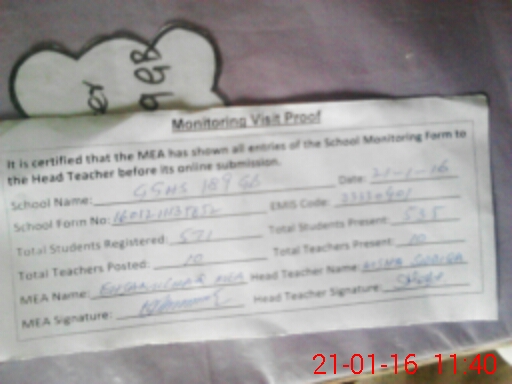 GB
Monitoring Visit Proof
It is certified that the MEA has shown all entries of the School Monitoring Form to
the Head Teacher before its online submission.
School Name: GSHS 189 GB Date: 21-1-16
School Form No: EMIS Code:
Total Students Registered: 571 Total Students Present: 535
Total Teachers Posted: 10 Total Teachers Present: 10
MEA Name: Head Teacher Name:
MEA Signature: Head Teacher Signature:
21-01-16 11:40